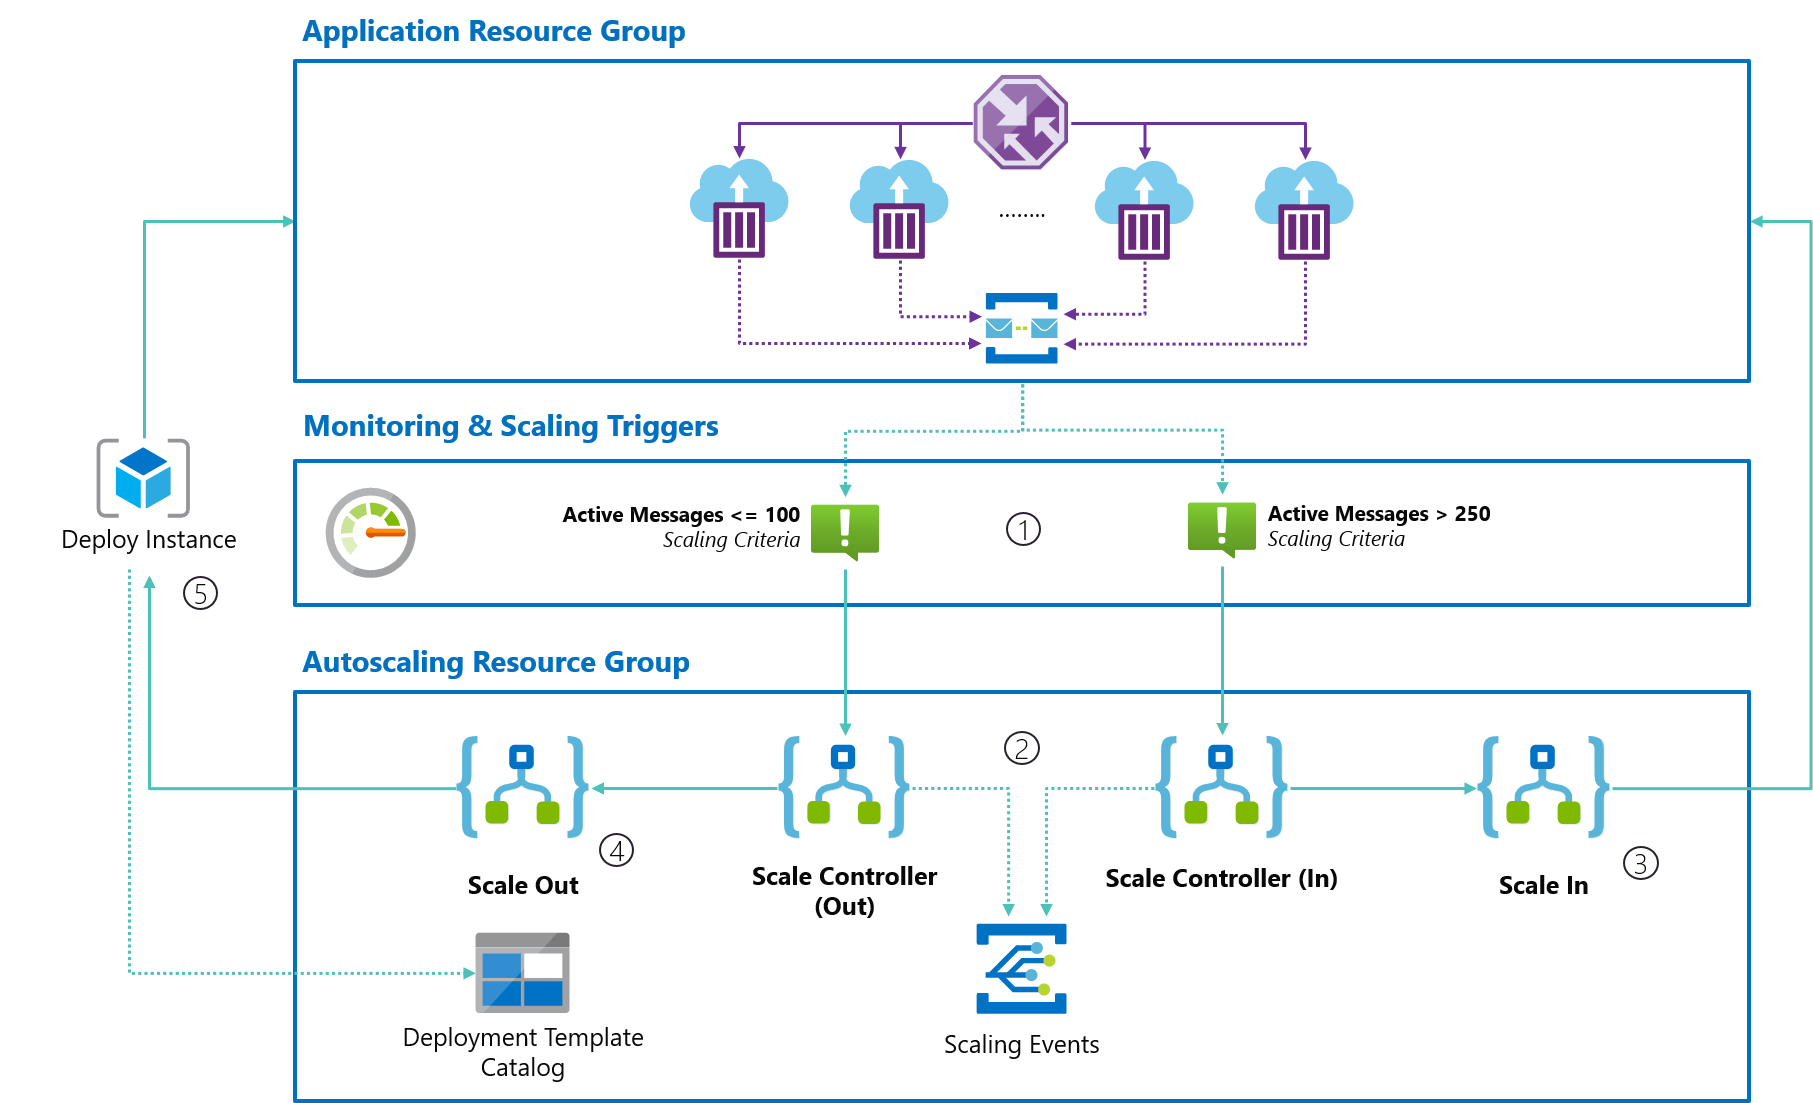 Application Resource Group
........
Monitoring & Scaling Triggers
Active Messages <= 100
Scaling Criteria
1
Active Messages > 250
Scaling Criteria
Deploy Instance
5
Autoscaling Resource Group
2
4
3
Scale Out
Scale Controller
(Out)
Scale Controller (In)
Scale In
Deployment Template
Catalog
Scaling Events